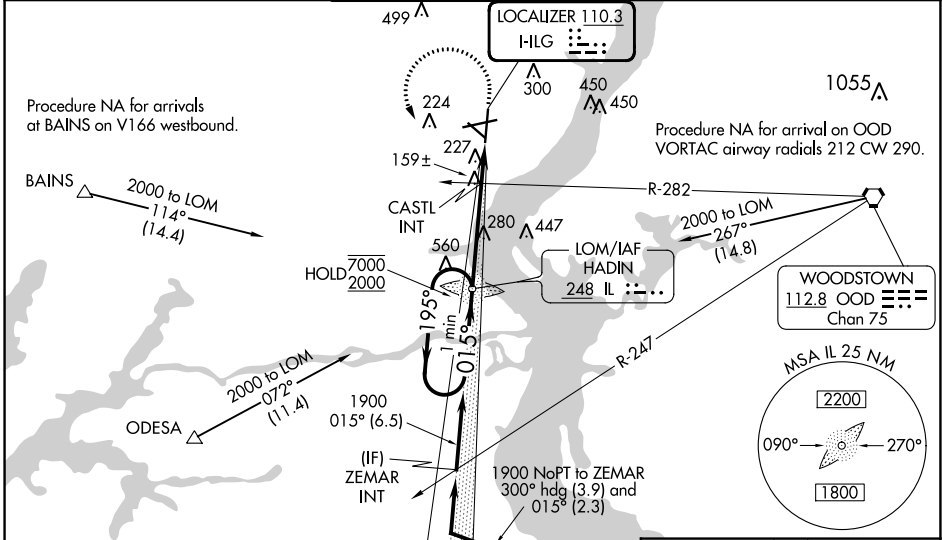 499
LOCALIZER 110.3
I-ILG
300
450
450
1055
Procedure NA for arrivals
at BAINS on V166 westbound.
224
Procedure NA for arrival on OOD
VORTAC airway radials 212 CW 290.
227
159±
BAINS
2000 to LOM
114°
(14.4)
CASTL
INT
R-282
2000 to LOM
267°
(14.8)
280
447
560
HOLD
7000
2000
LOM/IAF
HADIN
248 IL
WOODSTOWN
112.8 OOD
Chan 75
195°
1 min
015°
R-247
2000 to LOM
072°
(11.4)
ODESA
1900
015° (6.5)
(IF)
ZEMAR
INT
1900 NoPT to ZEMAR
300° hdg (3.9) and
015° (2.3)
MSA IL 25 NM
2200
090°
270°
1800